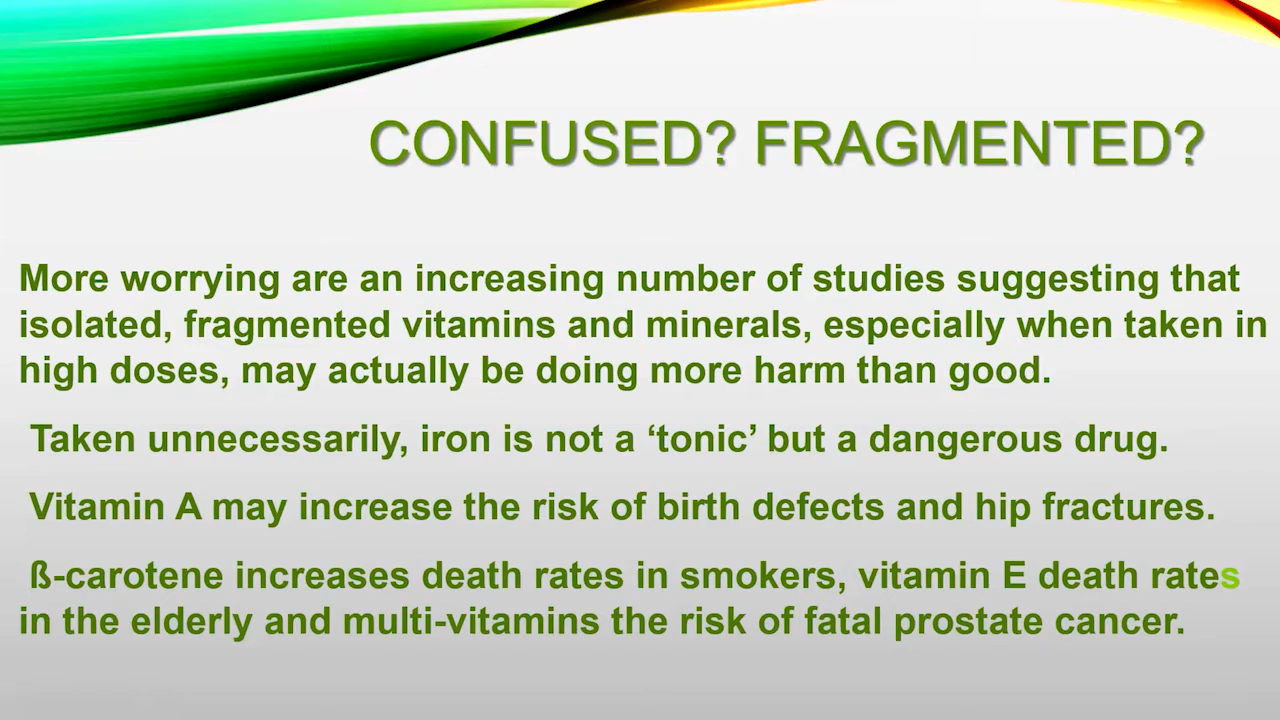 CONFUSED? FRAGMENTED?
More worrying are an increasing number of studies suggesting that
isolated, fragmented vitamins and minerals, especially when taken in
high doses, may actually be doing more harm than good.
Taken unnecessarily, iron is not a ‘tonic’ but a dangerous drug.
Vitamin A may increase the risk of birth defects and hip fractures.
ß-carotene increases death rates in smokers, vitamin E death rates
in the elderly and multi-vitamins the risk of fatal prostate cancer.